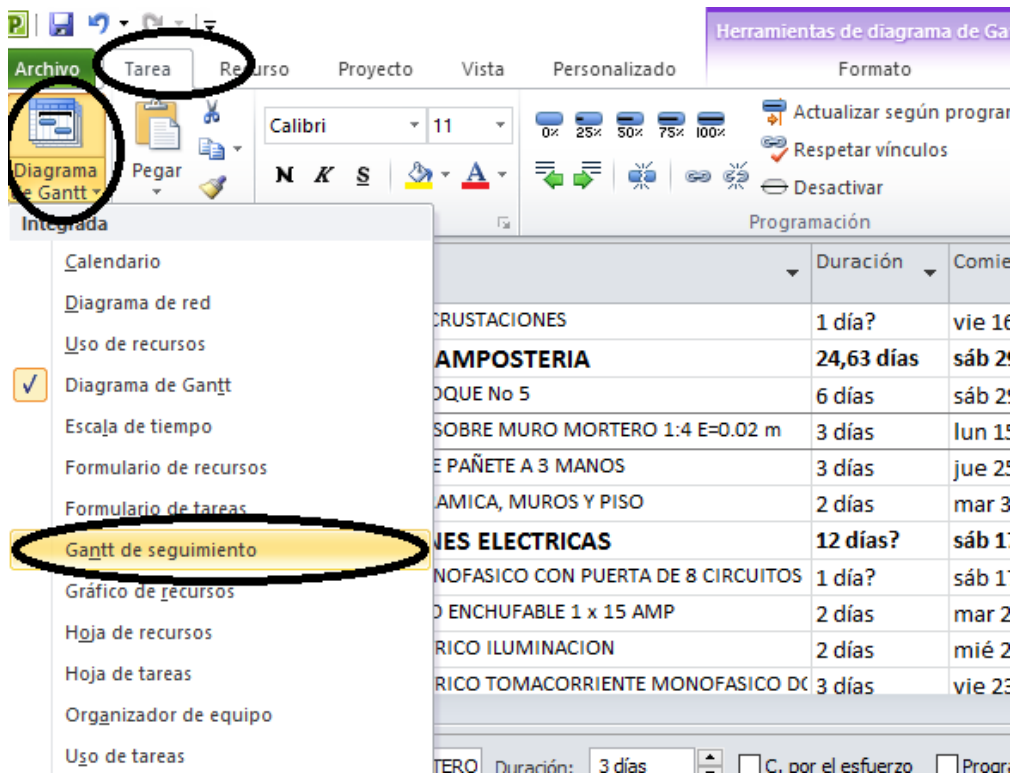 Herramientas de diagrama de Ga
Archivo Tarea Recurso Proyecto Vista Personalizado Formato
Diagrama de Gantt
Pegar
Calibri 11
N K S A
0% 25% 50% 75% 100%
Actualizar según program
Respetar vínculos
Desactivar
Programación
Integrada
Calendario
Diagrama de red
Uso de recursos
Diagrama de Gantt
Escala de tiempo
Formulario de recursos
Formulario de tareas
Gantt de seguimiento
Gráfico de recursos
Hoja de recursos
Hoja de tareas
Organizador de equipo
Uso de tareas
Duración Comie
CRUSTACIONES 1 día? vie 16
AMPOSTERIA 24,63 días sáb 29
OQUE No 5 6 días sáb 29
SOBRE MURO MORTERO 1:4 E=0.02 m 3 días lun 15
E PAÑETE A 3 MANOS 3 días jue 25
AMICA, MUROS Y PISO 2 días mar 3
NES ELECTRICAS 12 días? sáb 17
NOFASICO CON PUERTA DE 8 CIRCUITOS 1 día? sáb 17
O ENCHUFABLE 1 x 15 AMP 2 días mar 2
RICO ILUMINACION 2 días mié 2
RICO TOMACORRIENTE MONOFASICO DO 3 días vie 23
TERO Duración: 3 días C. por el esfuerzo Progra